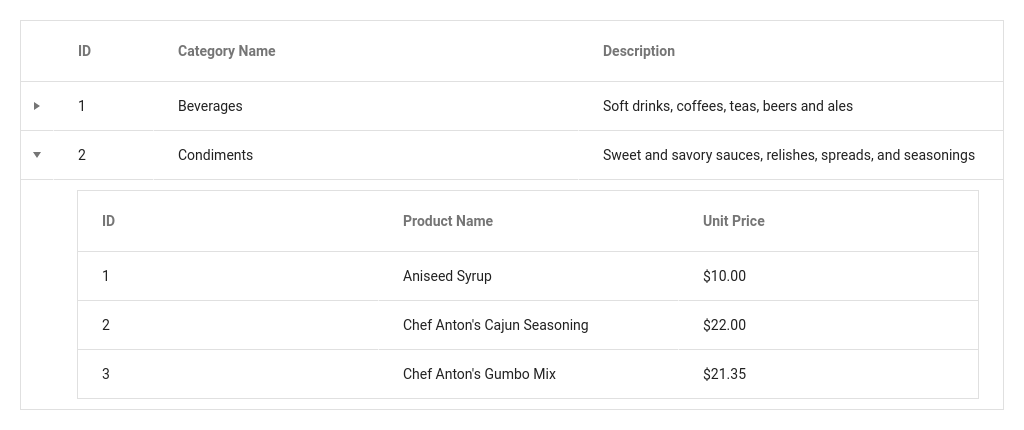 ID Category Name Description
1 Beverages Soft drinks, coffees, teas, beers and ales
2 Condiments Sweet and savory sauces, relishes, spreads, and seasonings
ID Product Name Unit Price
1 Aniseed Syrup $10.00
2 Chef Anton's Cajun Seasoning $22.00
3 Chef Anton's Gumbo Mix $21.35